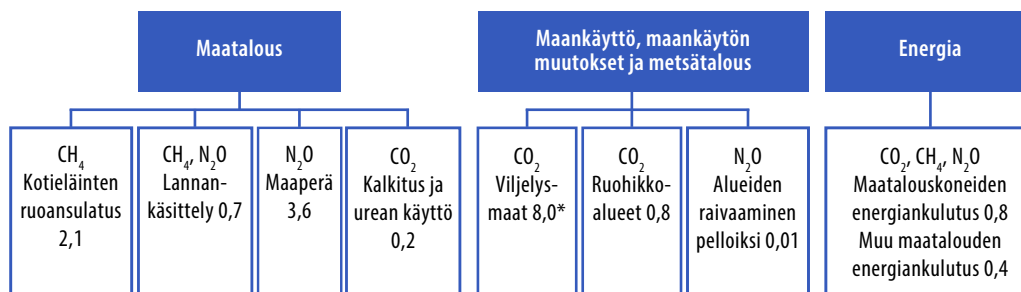 Maatalous
Maankäyttö, maankäytön
muutokset ja metsätalous
Energia
CH₄
Kotieläinten
ruoansulatus
2,1
CH₄, N₂O
Lannan-
käsittely 0,7
N₂O
Maaperä
3,6
CO₂
Kalkitus ja
urean käyttö
0,2
CO₂
Viljelys-
maat 8,0*
CO₂
Ruohikko-
alueet 0,8
N₂O
Alueiden
raivaaminen
pelloiksi 0,01
CO₂, CH₄, N₂O
Maatalouskoneiden
energiankulutus 0,8
Muu maatalouden
energiankulutus 0,4